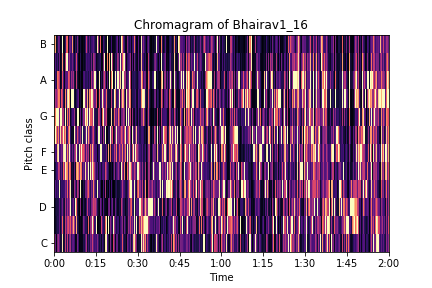 Chromagram of Bhairav1_16
B
A
G
F
E
D
C
Pitch class
0:00 0:15 0:30 0:45 1:00 1:15 1:30 1:45 2:00
Time